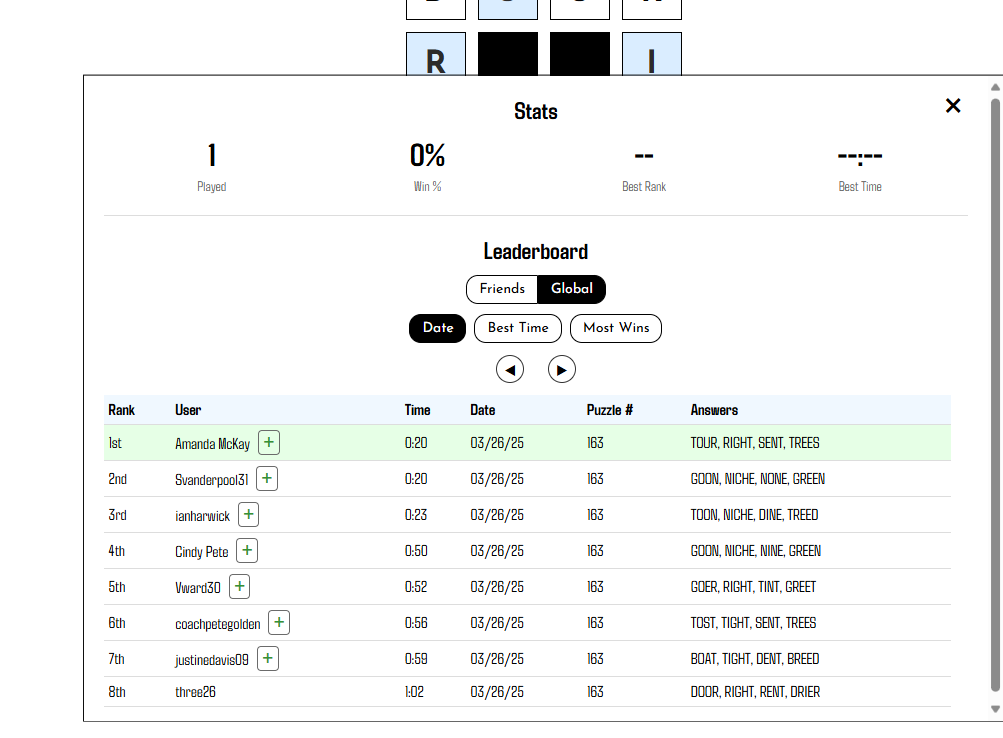 R I
Stats ×
1 0% -- --:--
Played Win % Best Rank Best Time
Leaderboard
Friends Global
Date Best Time Most Wins
◀ ▶
Rank User Time Date Puzzle # Answers
1st Amanda McKay + 0:20 03/26/25 163 TOUR, RIGHT, SENT, TREES
2nd Svanderpool31 + 0:20 03/26/25 163 GOON, NICHE, NONE, GREEN
3rd ianharwick + 0:23 03/26/25 163 TOON, NICHE, DINE, TREED
4th Cindy Pete + 0:50 03/26/25 163 GOON, NICHE, NINE, GREEN
5th Vward30 + 0:52 03/26/25 163 GOER, RIGHT, TINT, GREET
6th coachpetegolden + 0:56 03/26/25 163 TOST, TIGHT, SENT, TREES
7th justinedavis09 + 0:59 03/26/25 163 BOAT, TIGHT, DENT, BREED
8th three26 1:02 03/26/25 163 DOOR, RIGHT, RENT, DRIER